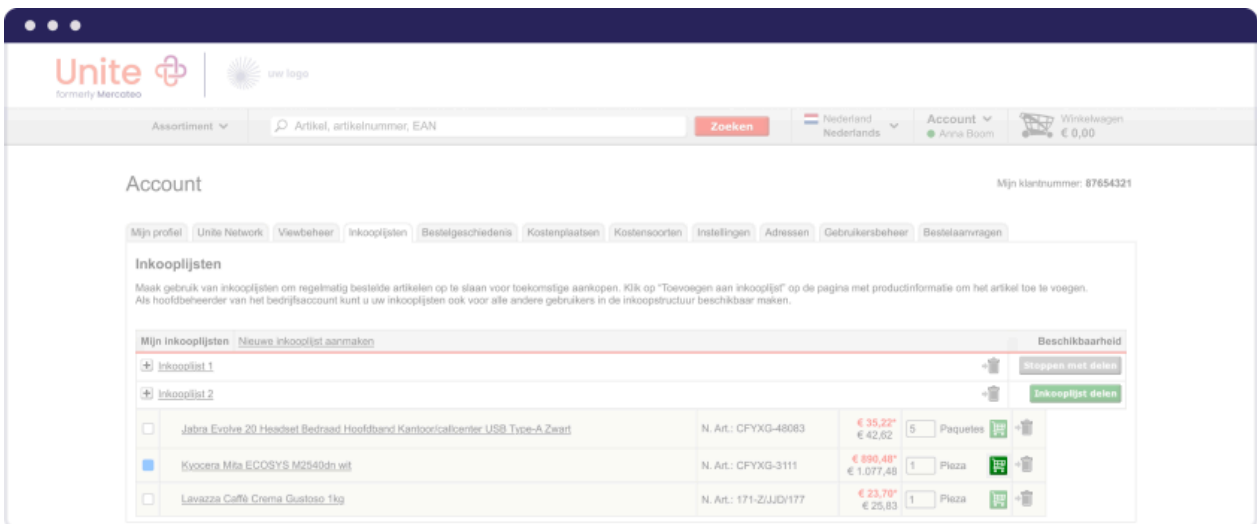 Unite
formerly Mercateo
uw logo
Assortiment
Artikel, artikelnummer, EAN
Zoeken
Nederland
Nederlands
Account
Anna Boom
Winkelwagen
€ 0,00
Account
Mijn klantnummer: 87654321
Mijn profiel Unite Network Viewbeheer Inkooplijsten Bestelgeschiedenis Kostenplaatsen Kostensoorten Instellingen Adressen Gebruikersbeheer Bestelaanvragen
Inkooplijsten
Maak gebruik van inkooplijsten om regelmatig bestelde artikelen op te slaan voor toekomstige aankopen. Klik op "Toevoegen aan inkooplijst" op de pagina met productinformatie om het artikel toe te voegen.
Als hoofdbeheerder van het bedrijfsaccount kunt u uw inkooplijsten ook voor alle andere gebruikers in de inkoopstructuur beschikbaar maken.
Mijn inkooplijsten Nieuwe inkooplijst aanmaken Beschikbaarheid
Inkooplijst 1 Stoppen met delen
Inkooplijst 2 Inkooplijst delen
Jabra Evolve 20 Headset Bedraad Hoofdband Kantoor/callcenter USB Type-A Zwart N. Art.: CFYXG-48083 € 35,22* 5 Paquetes
€ 42,62
Kyocera Mita ECOSYS M2540dn wit N. Art.: CFYXG-3111 € 890,48* 1 Pieza
€ 1.077,48
Lavazza Caffè Crema Gustoso 1kg N. Art.: 171-Z/JJD/177 € 23,70* 1 Pieza
€ 25,83